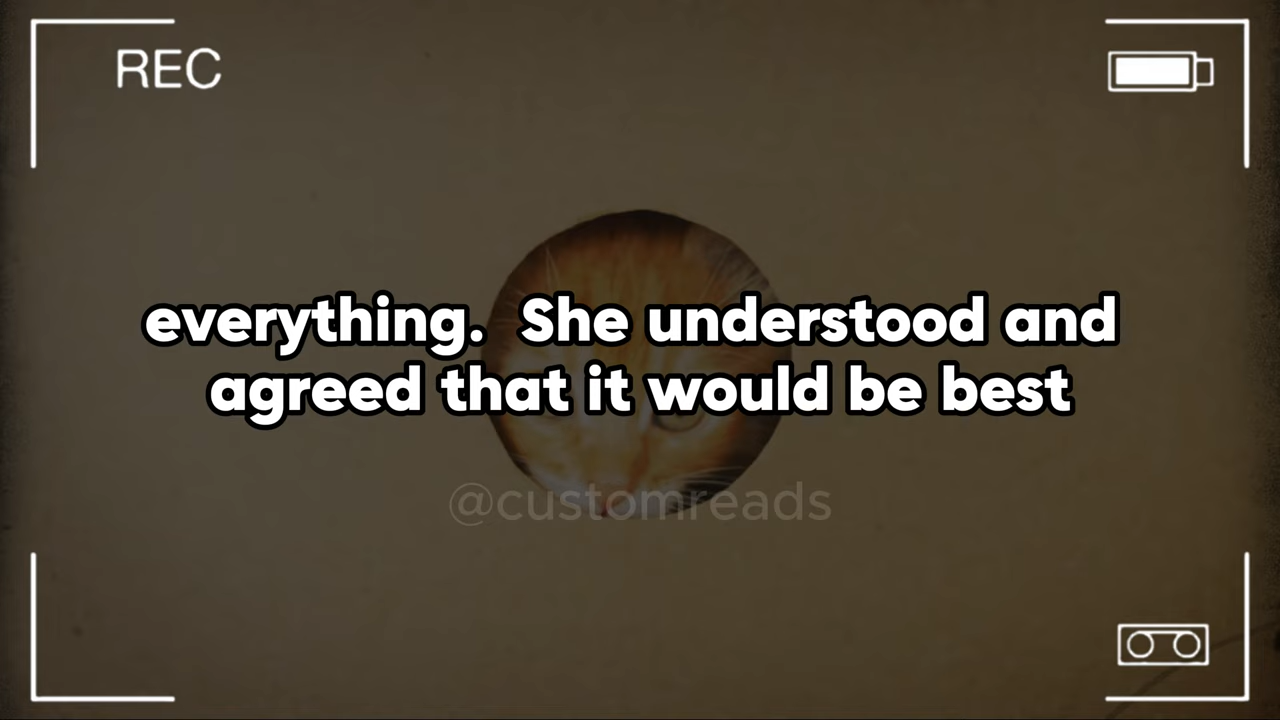 REC
everything.  She understood and
agreed that it would be best
@customreads